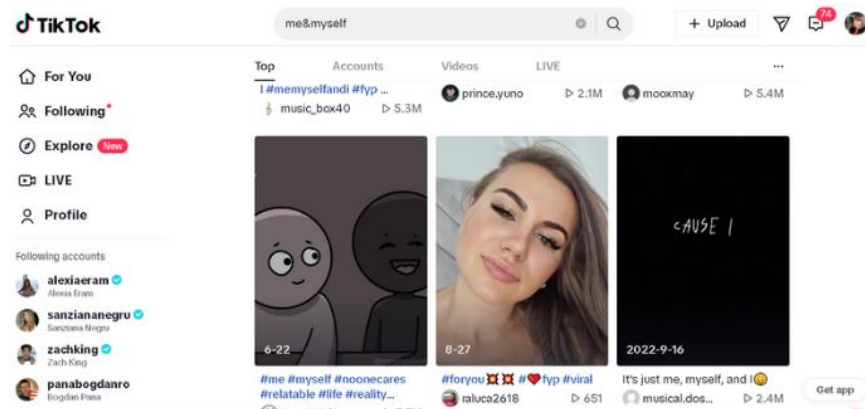 TikTok
me&myself
+ Upload
74
For You
Following
Explore New
LIVE
Profile
Following accounts
alexiaeram
Alexia Eram
sanziananegru
Sanziana Negru
zachking
Zach King
panabogdanro
Bogdan Pana
Top Accounts Videos LIVE ...
I #memyselfandi #fyp ...
music_box40 5.3M
prince.yuno 2.1M
mooxmay 5.4M
6-22
#me #myself #noonecares
#relatable #life #reality...
8-27
#foryou💥💥 #❤️fyp #viral
raluca2618 651
CAUSE I
2022-9-16
It's just me, myself, and I
musical.dos... 2.4M
Get app